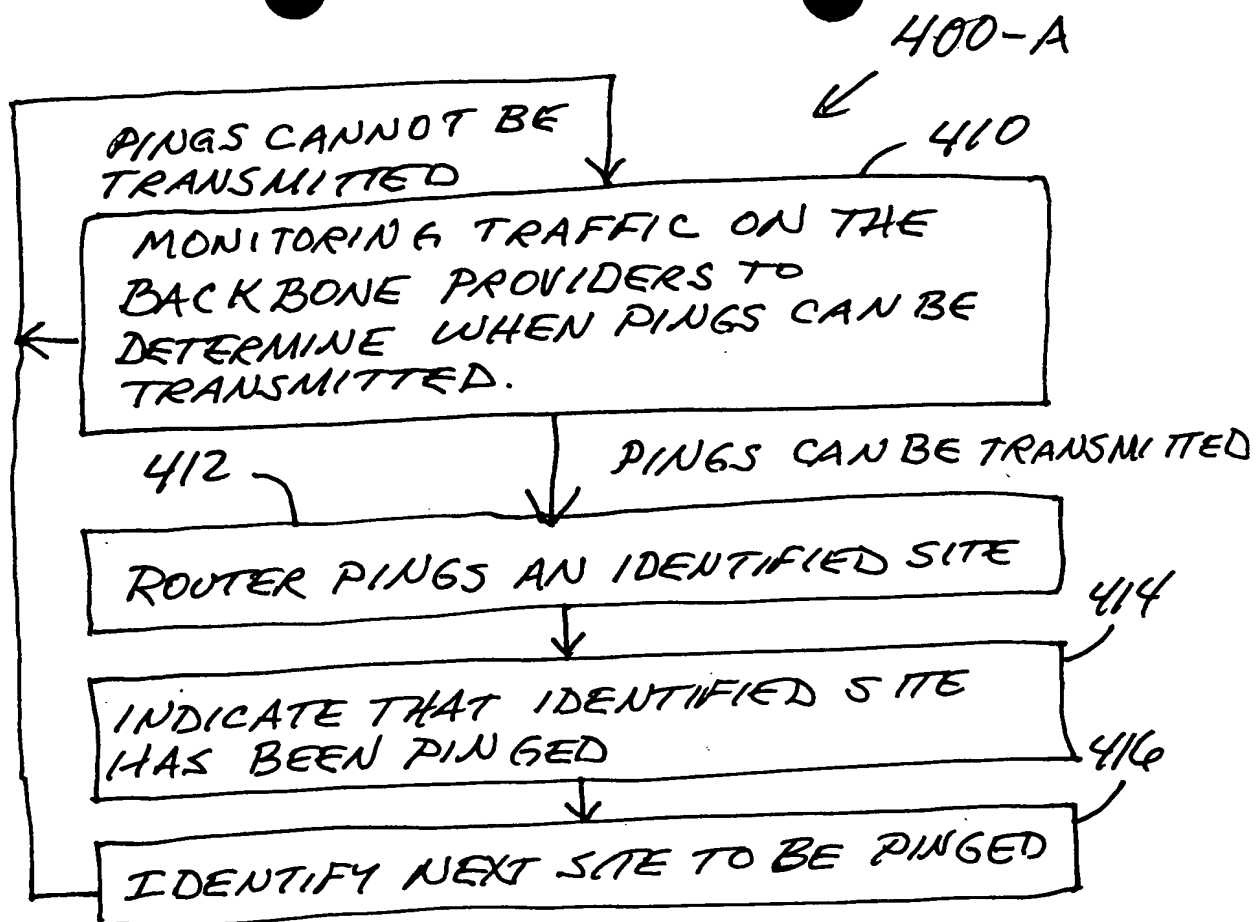 400-A
PINGS CANNOT BE
TRANSMITTED
410
MONITORING TRAFFIC ON THE
BACKBONE PROVIDERS TO
DETERMINE WHEN PINGS CAN BE
TRANSMITTED.
412
PINGS CAN BE TRANSMITTED
ROUTER PINGS AN IDENTIFIED SITE
414
INDICATE THAT IDENTIFIED SITE
HAS BEEN PINGED
416
IDENTIFY NEXT SITE TO BE PINGED